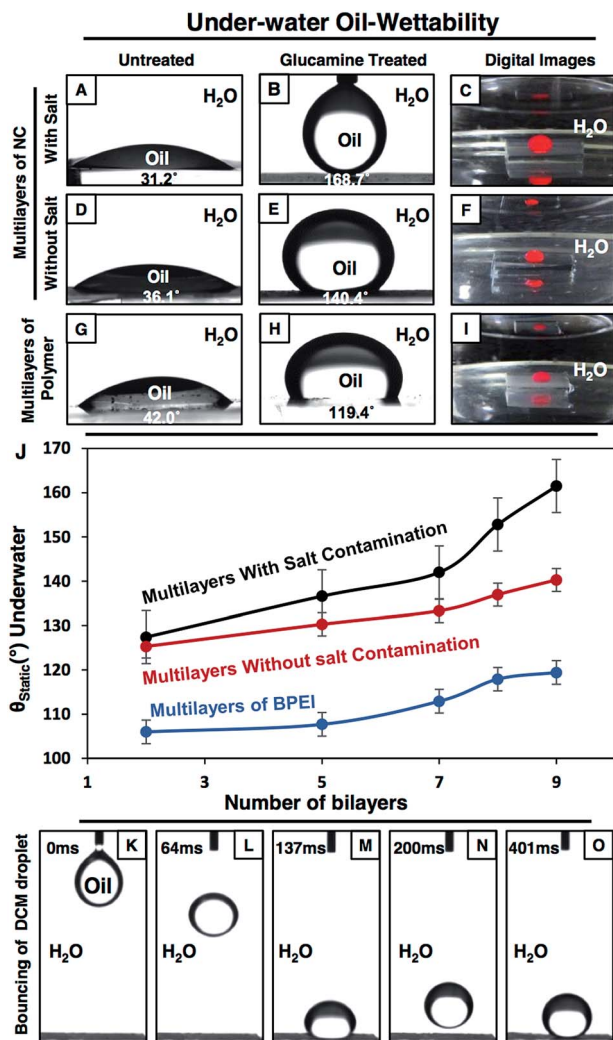 Under-water Oil-Wettability
Untreated Glucamine Treated Digital Images
Multilayers of NC
With Salt
A H₂O Oil 31.2°
B H₂O Oil 168.7°
C H₂O
Without Salt
D H₂O Oil 36.1°
E H₂O Oil 140.4°
F H₂O
Multilayers of Polymer
G H₂O Oil 42.0°
H H₂O Oil 119.4°
I H₂O
J
θStatic(°) Underwater
170
160
150
140
130
120
110
100
Multilayers With Salt Contamination
Multilayers Without salt Contamination
Multilayers of BPEI
1 3 5 7 9
Number of bilayers
Bouncing of DCM droplet
0ms K Oil H₂O
64ms L H₂O
137ms M H₂O
200ms N H₂O
401ms O H₂O